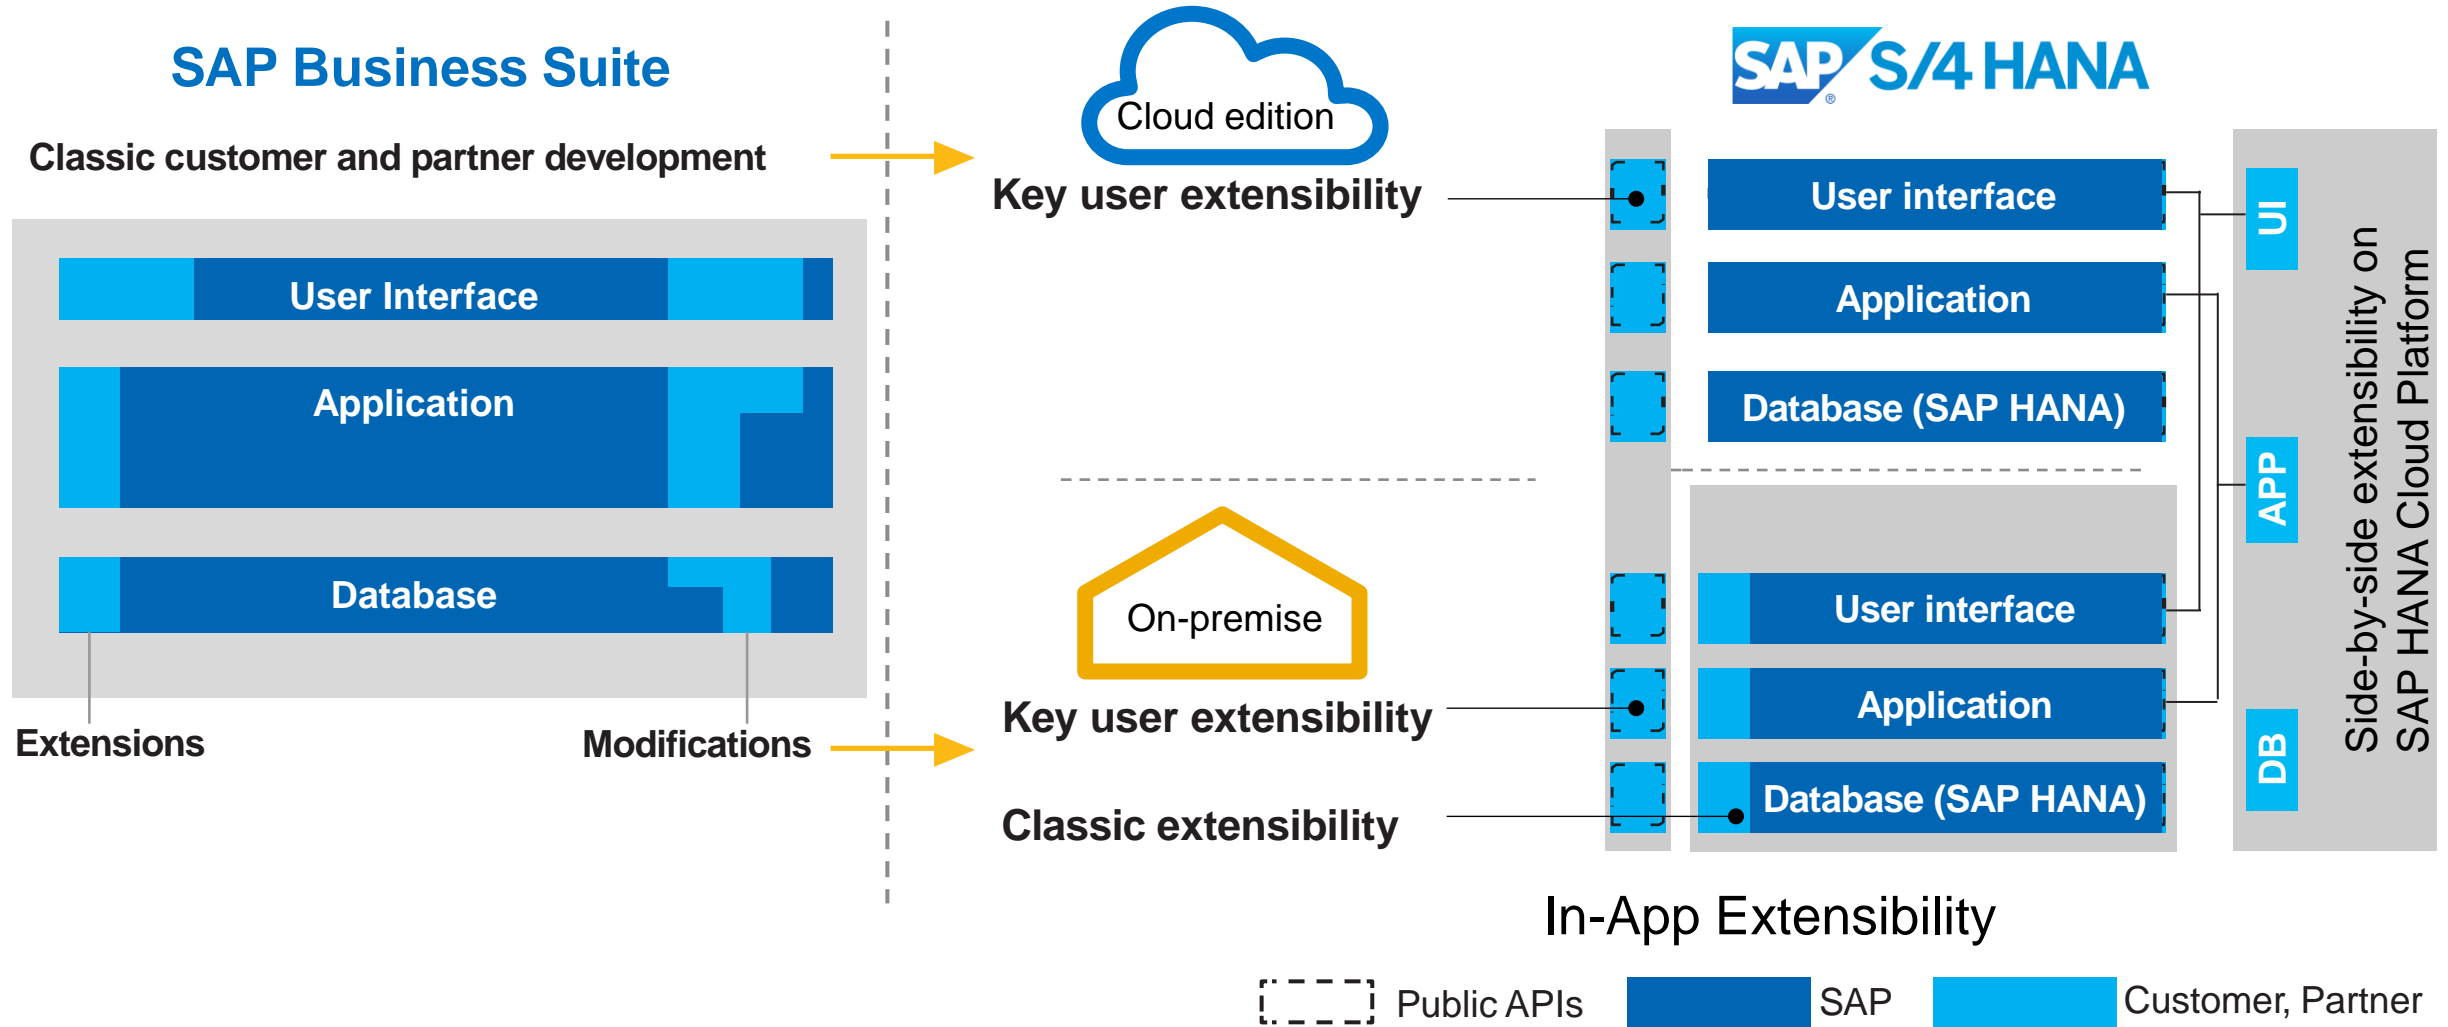 SAP Business Suite
Classic customer and partner development
User Interface
Application
Database
Extensions
Modifications
Cloud edition
Key user extensibility
On-premise
Key user extensibility
Classic extensibility
SAP® S/4 HANA
User interface
Application
Database (SAP HANA)
User interface
Application
Database (SAP HANA)
UI
APP
DB
Side-by-side extensibility on
SAP HANA Cloud Platform
In-App Extensibility
Public APIs
SAP
Customer, Partner